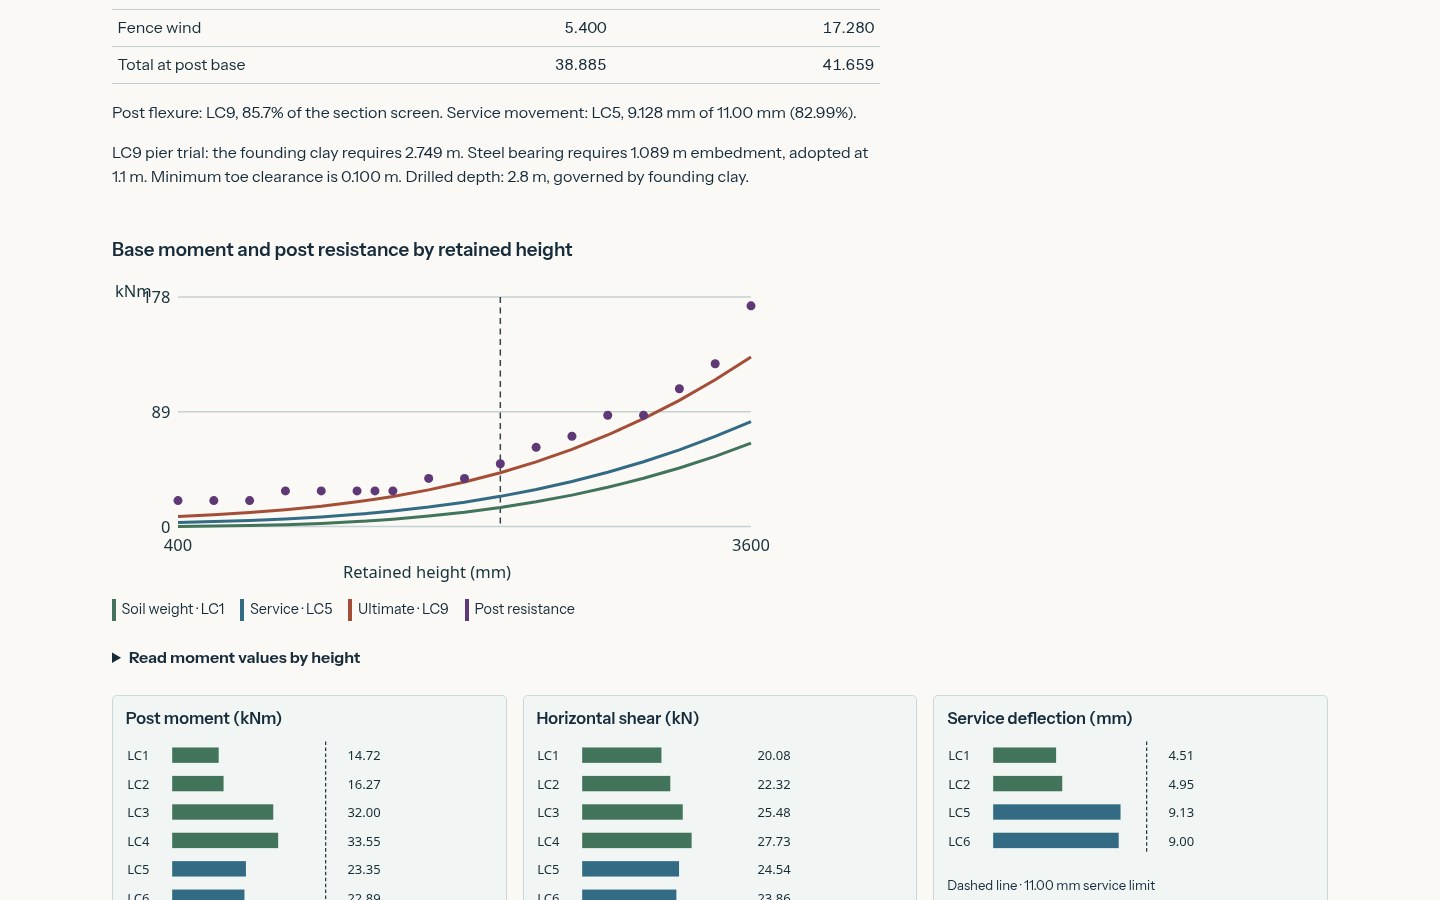 Fence wind 5.400 17.280
Total at post base 38.885 41.659
Post flexure: LC9, 85.7% of the section screen. Service movement: LC5, 9.128 mm of 11.00 mm (82.99%).
LC9 pier trial: the founding clay requires 2.749 m. Steel bearing requires 1.089 m embedment, adopted at
1.1 m. Minimum toe clearance is 0.100 m. Drilled depth: 2.8 m, governed by founding clay.
Base moment and post resistance by retained height
kNm
178
89
0
400 3600
Retained height (mm)
Soil weight · LC1 Service · LC5 Ultimate · LC9 Post resistance
▶ Read moment values by height
Post moment (kNm)
LC1 14.72
LC2 16.27
LC3 32.00
LC4 33.55
LC5 23.35
LC6 22.89
Horizontal shear (kN)
LC1 20.08
LC2 22.32
LC3 25.48
LC4 27.73
LC5 24.54
LC6 23.86
Service deflection (mm)
LC1 4.51
LC2 4.95
LC5 9.13
LC6 9.00
Dashed line · 11.00 mm service limit